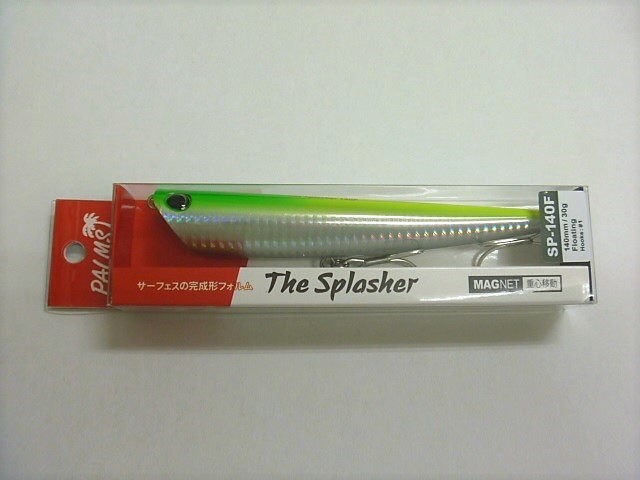 PALMS
サーフェスの完成形フォルム
The Splasher
MAGNET 重心移動
SP-140F
140mm / 30g
Floating
Hooks: #1